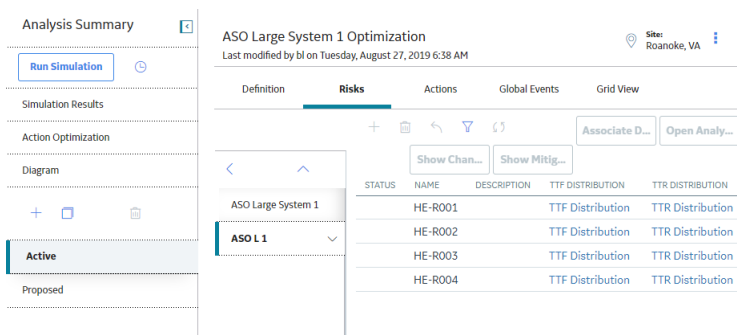 Analysis Summary
Run Simulation
Simulation Results
Action Optimization
Diagram
Active
Proposed
ASO Large System 1 Optimization
Last modified by bl on Tuesday, August 27, 2019 6:38 AM
Site:
Roanoke, VA
Definition Risks Actions Global Events Grid View
Associate D... Open Analy...
Show Chan... Show Mitig...
ASO Large System 1
ASO L 1
STATUS NAME DESCRIPTION TTF DISTRIBUTION TTR DISTRIBUTION
HE-R001 TTF Distribution TTR Distribution
HE-R002 TTF Distribution TTR Distribution
HE-R003 TTF Distribution TTR Distribution
HE-R004 TTF Distribution TTR Distribution